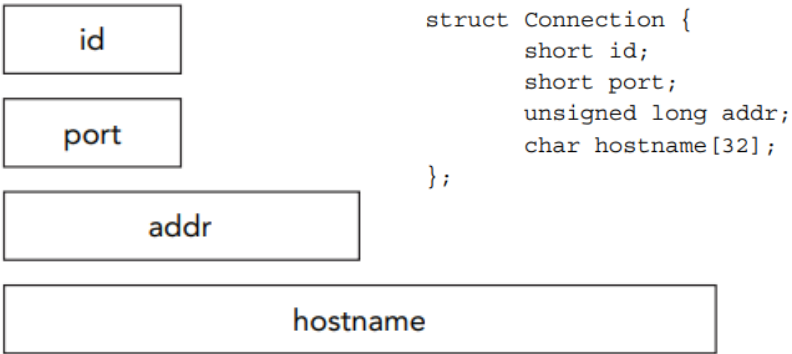 id
port
addr
hostname
struct Connection {
short id;
short port;
unsigned long addr;
char hostname[32];
};